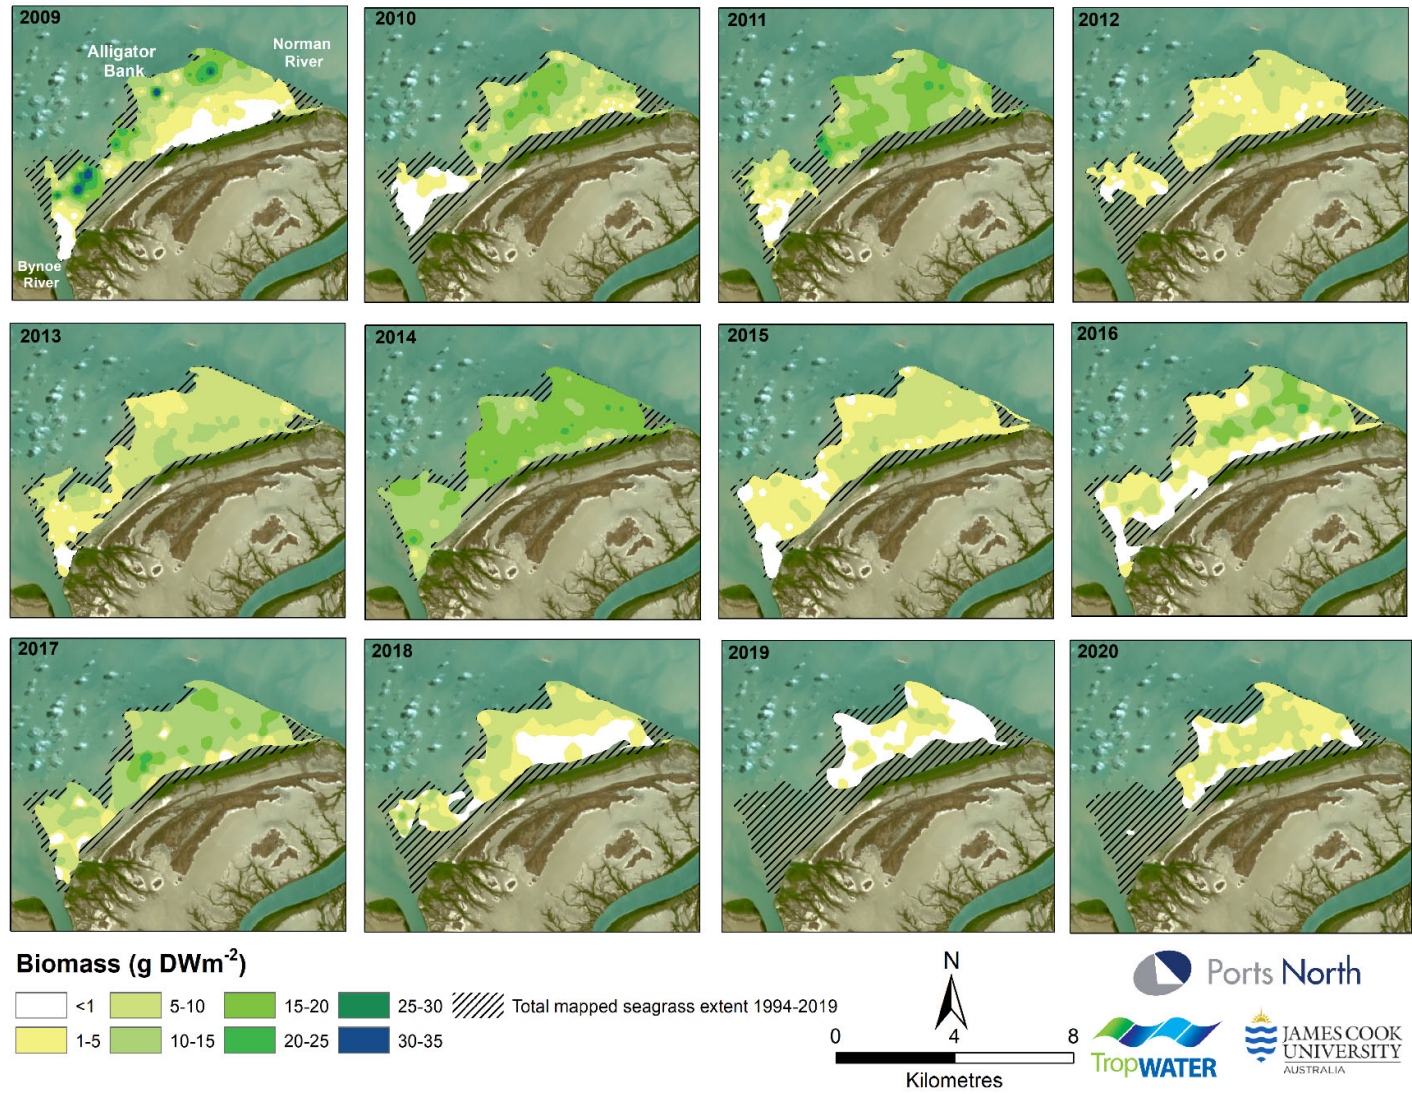 2009
Alligator
Bank
Norman
River
Bynoe
River
2010
2011
2012
2013
2014
2015
2016
2017
2018
2019
2020
Biomass (g DWm⁻²)
<1
5-10
15-20
25-30
Total mapped seagrass extent 1994-2019
1-5
10-15
20-25
30-35
N
0
4
8
Kilometres
Ports North
TropWATER
JAMES COOK
UNIVERSITY
AUSTRALIA